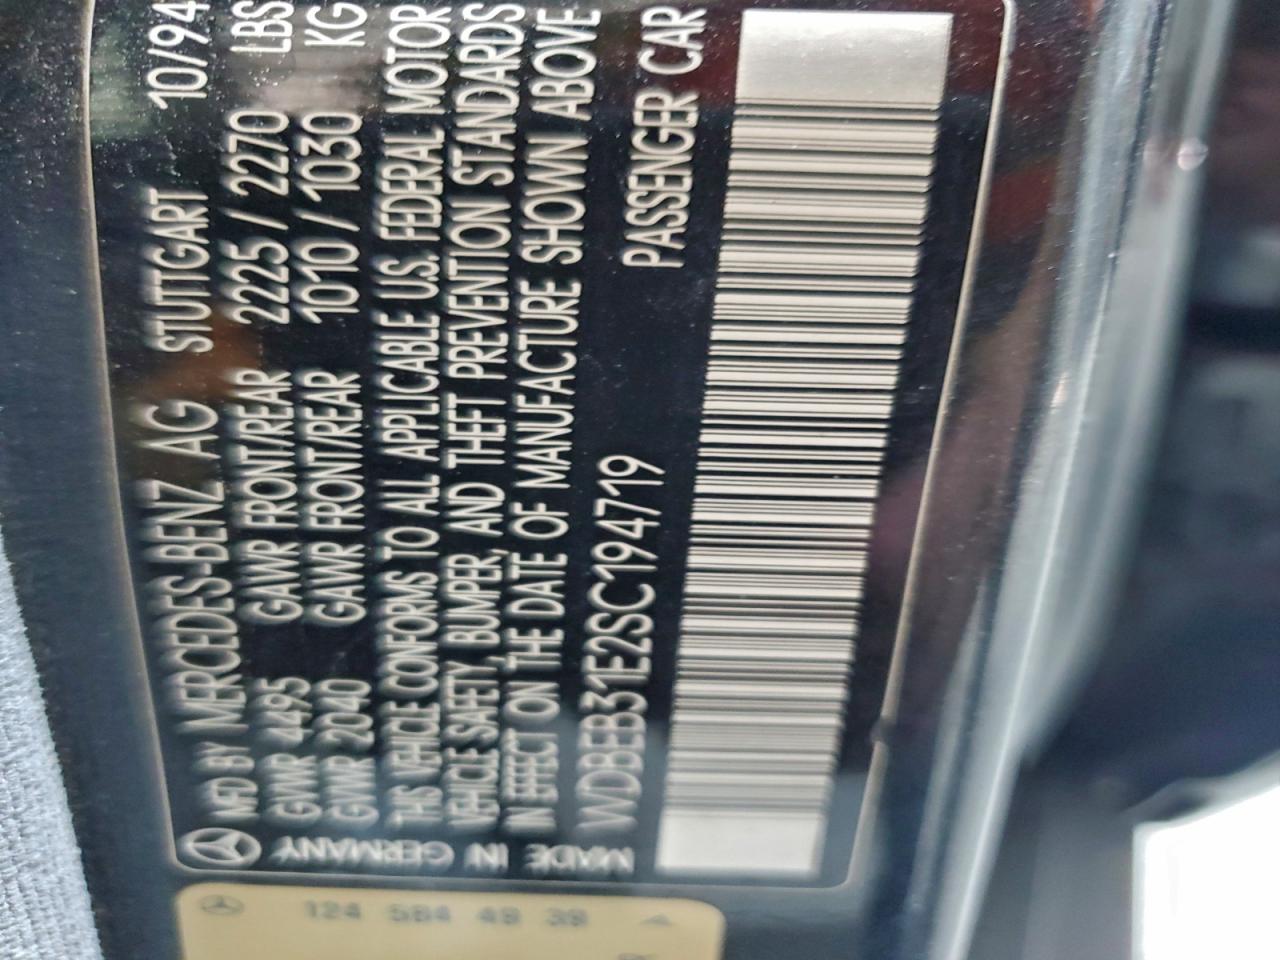 MFD BY MERCEDES-BENZ AG STUTTGART 10/94
GVWR 4495 GAWR FRONT/REAR 2225 / 2270 LBS
GVWR 2040 GAWR FRONT/REAR 1010 / 1030 KG
THIS VEHICLE CONFORMS TO ALL APPLICABLE U.S. FEDERAL MOTOR
VEHICLE SAFETY, BUMPER, AND THEFT PREVENTION STANDARDS
IN EFFECT ON THE DATE OF MANUFACTURE SHOWN ABOVE
PASSENGER CAR
WDBEB31E2SC194719
MADE IN GERMANY
124 584 49 39